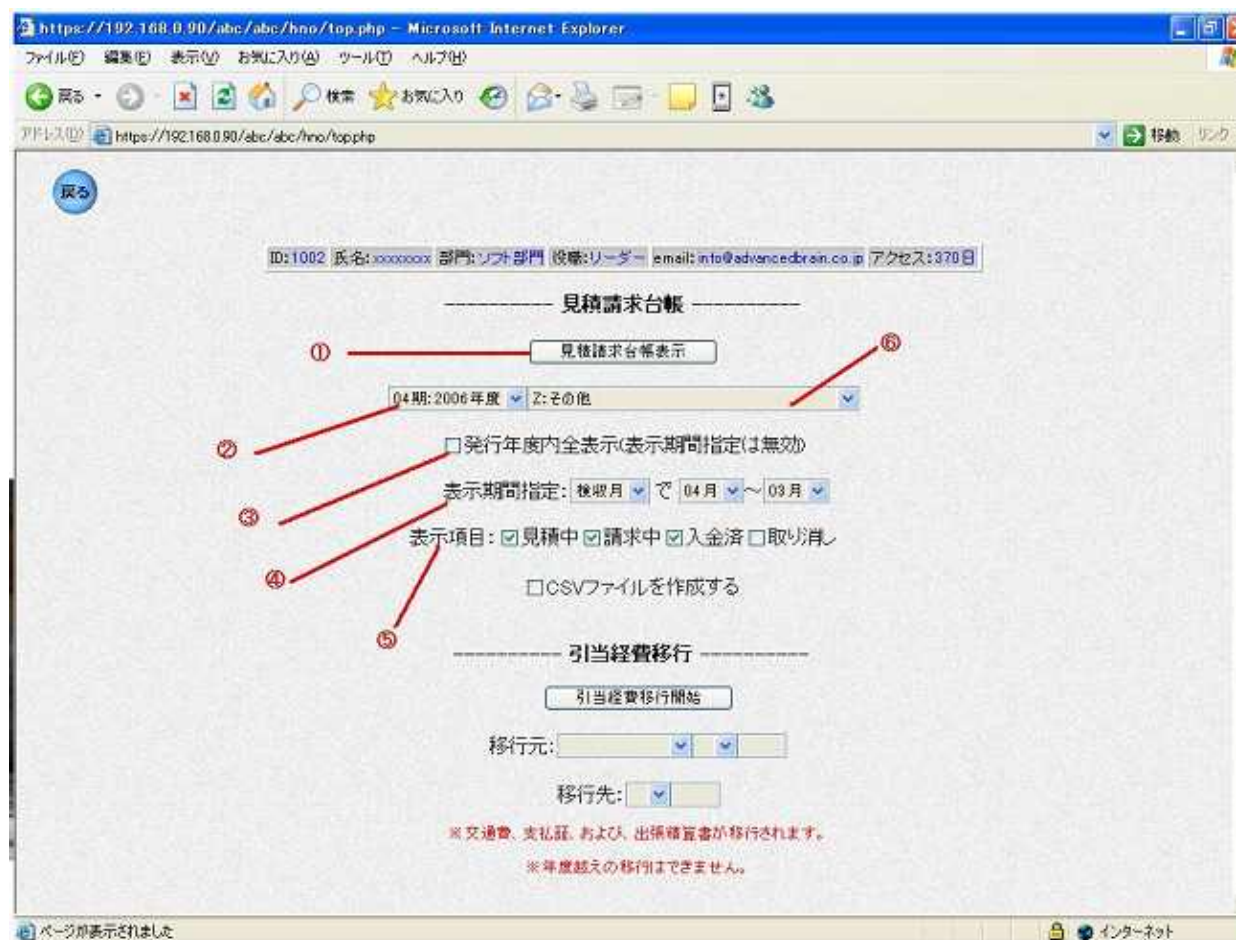 https://192.168.0.90/abc/abc/hno/top.php - Microsoft Internet Explorer
ファイル(F) 編集(E) 表示(V) お気に入り(A) ツール(T) ヘルプ(H)
戻る 検索 お気に入り
アドレス(D) https://192.168.0.90/abc/abc/hno/top.php 移動 リンク
戻る
ID:1002 氏名:xxxxxxxx 部門:ソフト部門 役職:リーダー email:info@advancedbrain.co.jp アクセス:370日
---------- 見積請求台帳 ----------
① 見積請求台帳表示 ⑥
04期:2006年度 Z:その他
② 発行年度内全表示(表示期間指定は無効)
表示期間指定: 検収月 で 04月 ~ 03月
③
表示項目: 見積中 請求中 入金済 取り消し
④ CSVファイルを作成する
⑤
---------- 引当経費移行 ----------
引当経費移行開始
移行元:
移行先:
※交通費、支払証、および、出張精算書が移行されます。
※年度越えの移行はできません。
ページが表示されました インターネット